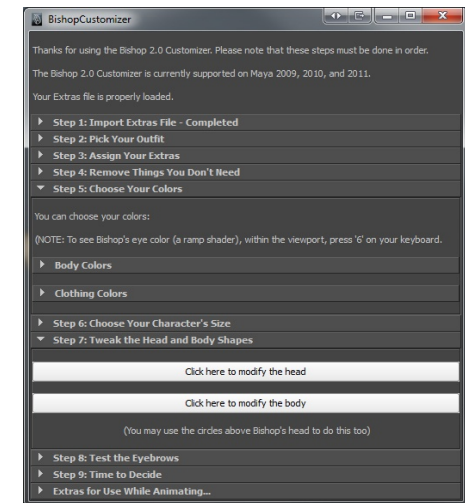 BishopCustomizer
Thanks for using the Bishop 2.0 Customizer. Please note that these steps must be done in order.
The Bishop 2.0 Customizer is currently supported on Maya 2009, 2010, and 2011.
Your Extras file is properly loaded.
Step 1: Import Extras File - Completed
Step 2: Pick Your Outfit
Step 3: Assign Your Extras
Step 4: Remove Things You Don't Need
Step 5: Choose Your Colors
You can choose your colors:
(NOTE: To see Bishop's eye color (a ramp shader), within the viewport, press '6' on your keyboard.
Body Colors
Clothing Colors
Step 6: Choose Your Character's Size
Step 7: Tweak the Head and Body Shapes
Click here to modify the head
Click here to modify the body
(You may use the circles above Bishop's head to do this too)
Step 8: Test the Eyebrows
Step 9: Time to Decide
Extras for Use While Animating...